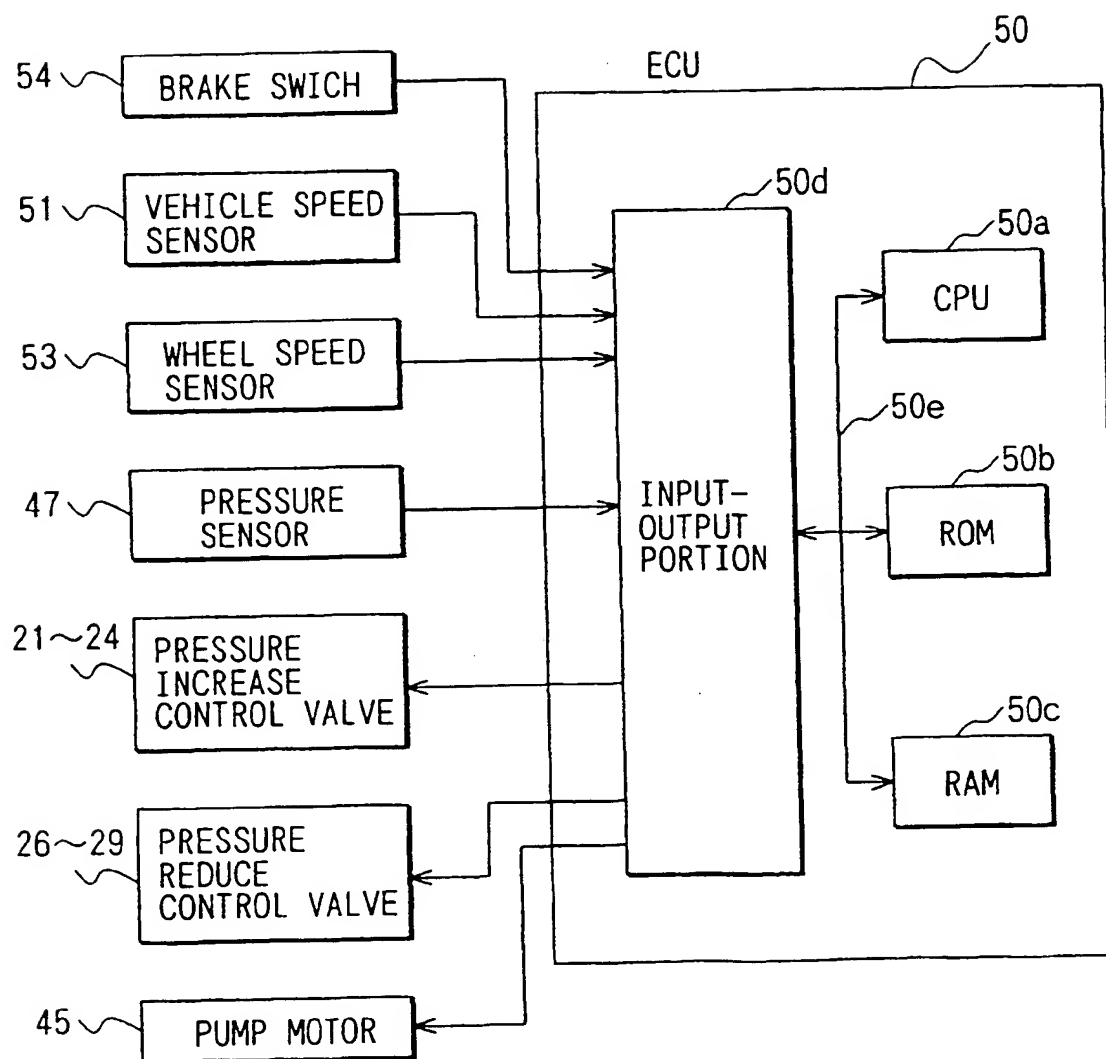 50
ECU
54
BRAKE SWICH
51
VEHICLE SPEED
SENSOR
53
WHEEL SPEED
SENSOR
47
PRESSURE
SENSOR
21~24
PRESSURE
INCREASE
CONTROL VALVE
26~29
PRESSURE
REDUCE
CONTROL VALVE
45
PUMP MOTOR
50d
INPUT-
OUTPUT
PORTION
50a
CPU
50e
50b
ROM
50c
RAM